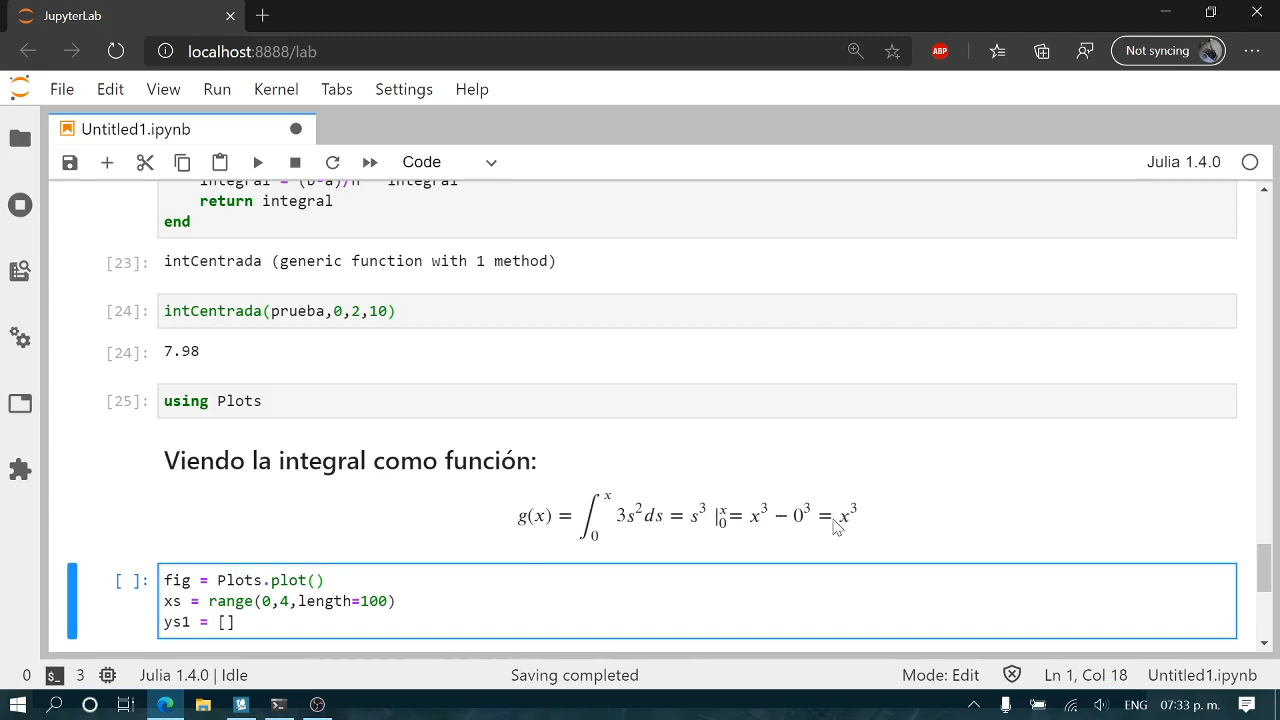 JupyterLab
localhost:8888/lab
ABP
Not syncing
File Edit View Run Kernel Tabs Settings Help
Untitled1.ipynb
Code
Julia 1.4.0
integral = (b-a)/n * integral
return integral
end
[23]: intCentrada (generic function with 1 method)
[24]: intCentrada(prueba,0,2,10)
[24]: 7.98
[25]: using Plots
Viendo la integral como función:
g(x) = ∫₀ˣ 3s²ds = s³ |₀ˣ = x³ − 0³ = x³
[ ]: fig = Plots.plot()
xs = range(0,4,length=100)
ys1 = []
0 3 Julia 1.4.0 | Idle Saving completed Mode: Edit Ln 1, Col 18 Untitled1.ipynb
ENG 07:33 p. m.